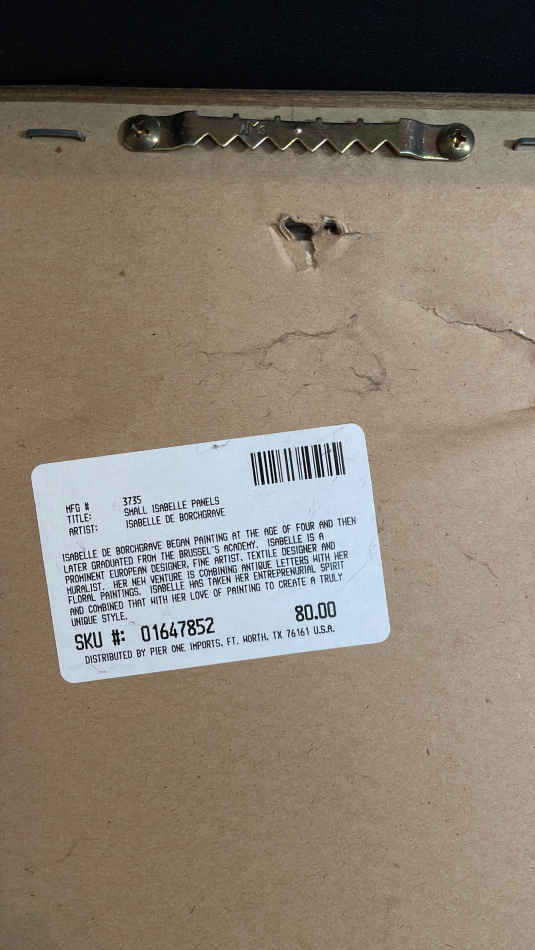 MFG # 3735
TITLE: SMALL ISABELLE PANELS
ARTIST: ISABELLE DE BORCHGRAVE
ISABELLE DE BORCHGRAVE BEGAN PAINTING AT THE AGE OF FOUR AND THEN
LATER GRADUATED FROM THE BRUSSEL'S ACADEMY. ISABELLE IS A
PROMINENT EUROPEAN DESIGNER, FINE ARTIST, TEXTILE DESIGNER AND
MURALIST. HER NEW VENTURE IS COMBINING ANTIQUE LETTERS WITH HER
FLORAL PAINTINGS. ISABELLE HAS TAKEN HER ENTREPRENURIAL SPIRIT
AND COMBINED THAT WITH HER LOVE OF PAINTING TO CREATE A TRULY
UNIQUE STYLE.
SKU #: 01647852 80.00
DISTRIBUTED BY PIER ONE IMPORTS, FT. WORTH, TX 76161 U.S.A.